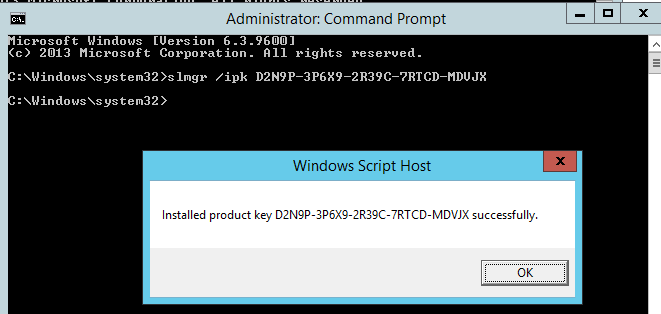 Administrator: Command Prompt
Microsoft Windows [Version 6.3.9600]
(c) 2013 Microsoft Corporation. All rights reserved.
C:\Windows\system32>slmgr /ipk D2N9P-3P6X9-2R39C-7RTCD-MDVJX
C:\Windows\system32>
Windows Script Host
Installed product key D2N9P-3P6X9-2R39C-7RTCD-MDVJX successfully.
OK